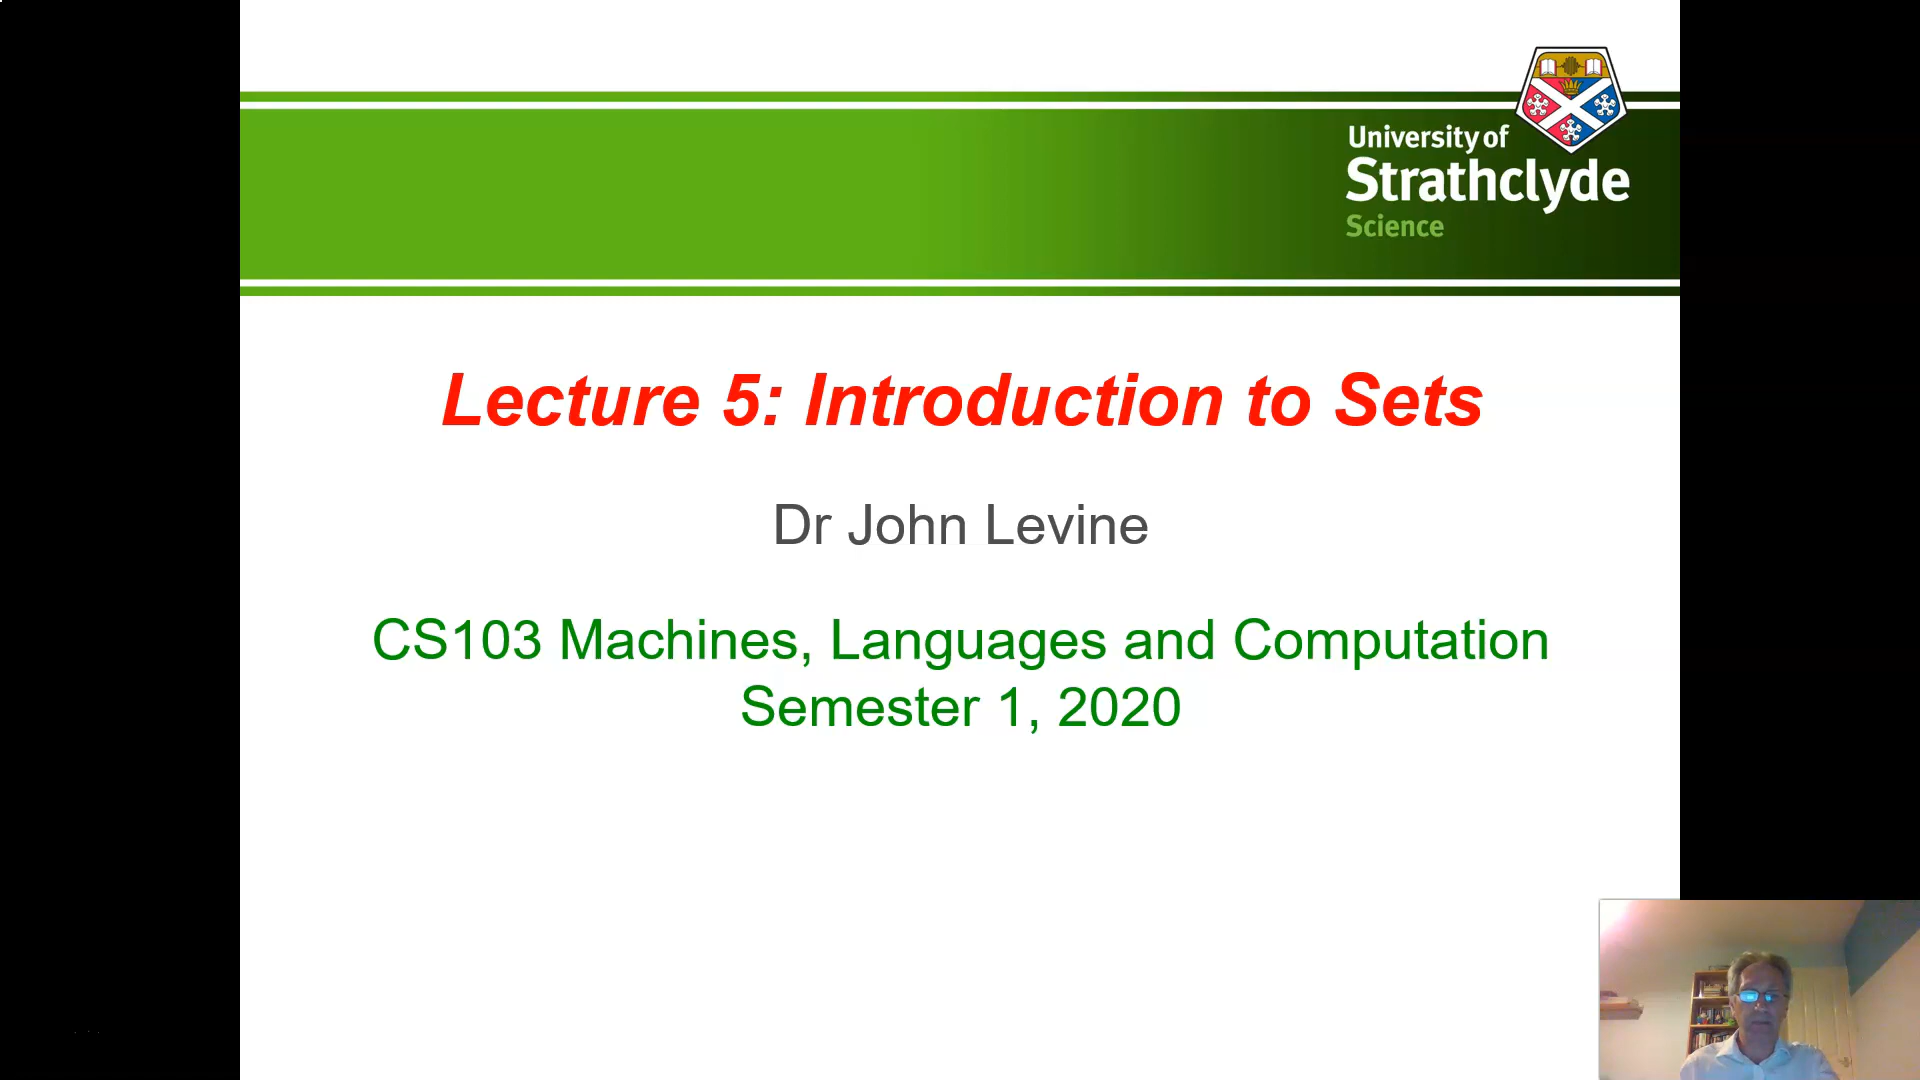 University of
Strathclyde
Science
Lecture 5: Introduction to Sets
Dr John Levine
CS103 Machines, Languages and Computation
Semester 1, 2020